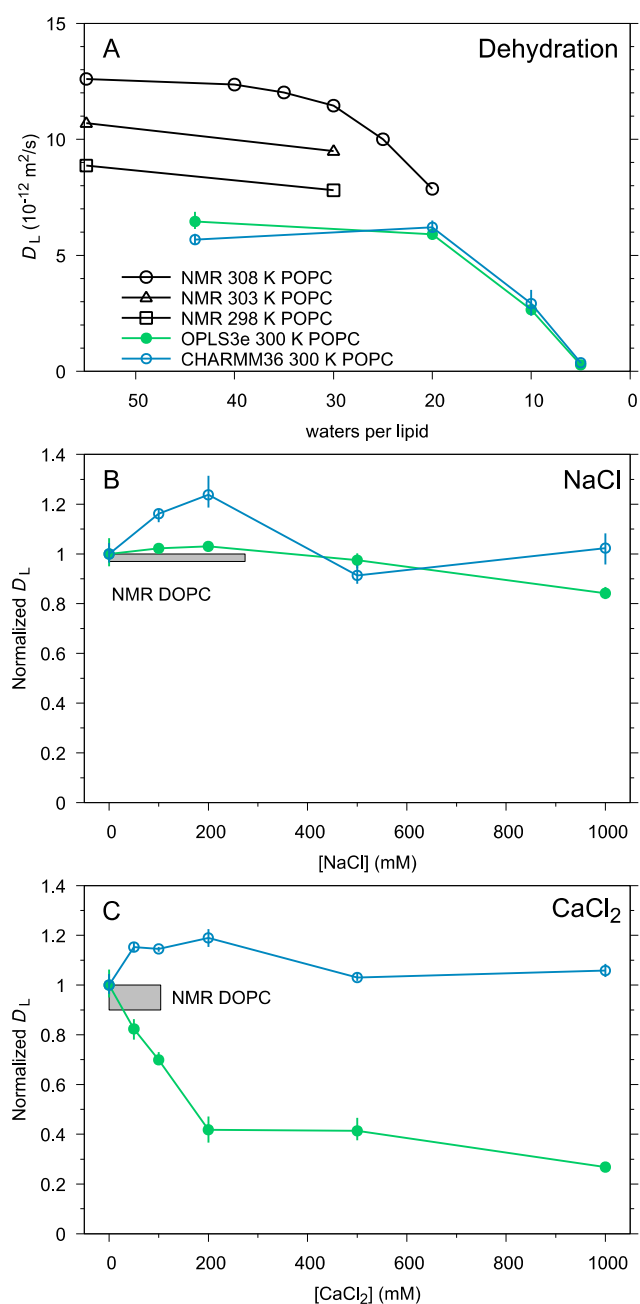 15
A
Dehydration
10
5
0
D_L (10^-12 m^2/s)
NMR 308 K POPC
NMR 303 K POPC
NMR 298 K POPC
OPLS3e 300 K POPC
CHARMM36 300 K POPC
50 40 30 20 10 0
waters per lipid
1.4
B
NaCl
1.2
1
0.8
0.6
0.4
0.2
0
Normalized D_L
NMR DOPC
0 200 400 600 800 1000
[NaCl] (mM)
1.4
C
CaCl₂
1.2
1
0.8
0.6
0.4
0.2
0
Normalized D_L
NMR DOPC
0 200 400 600 800 1000
[CaCl₂] (mM)